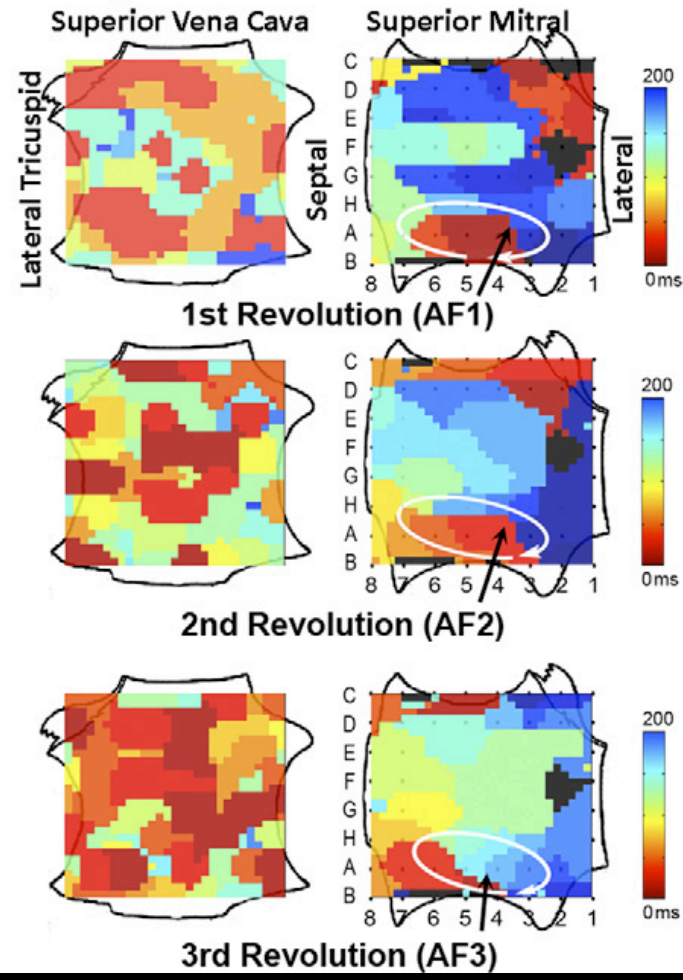 Superior Vena Cava
Superior Mitral
Lateral Tricuspid
Septal
Lateral
C
D
E
F
G
H
A
B
8 7 6 5 4 3 2 1
200
0ms
1st Revolution (AF1)
C
D
E
F
G
H
A
B
8 7 6 5 4 3 2 1
200
0ms
2nd Revolution (AF2)
C
D
E
F
G
H
A
B
8 7 6 5 4 3 2 1
200
0ms
3rd Revolution (AF3)